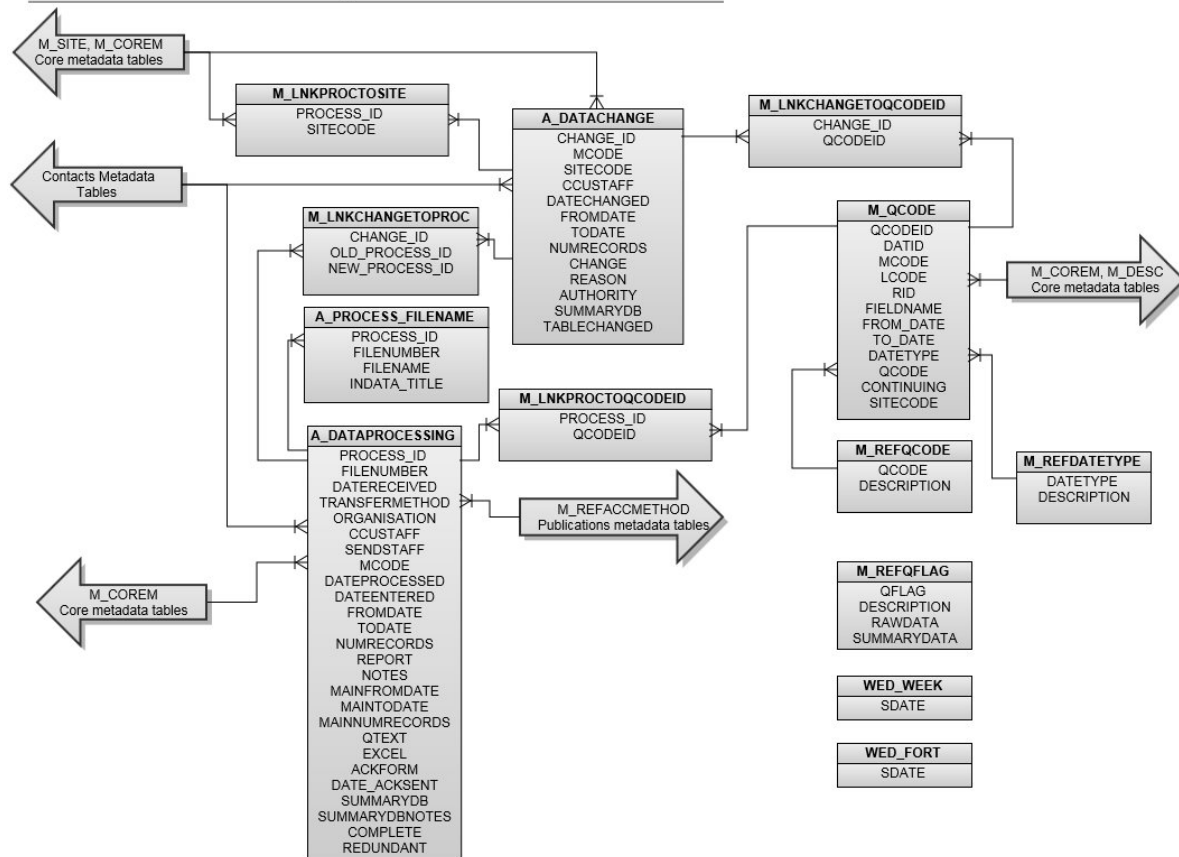 M_SITE, M_COREM
Core metadata tables
M_LNKPROCTOSITE
PROCESS_ID
SITECODE
A_DATACHANGE
CHANGE_ID
MCODE
SITECODE
CCUSTAFF
DATECHANGED
FROMDATE
TODATE
NUMRECORDS
CHANGE
REASON
AUTHORITY
SUMMARYDB
TABLECHANGED
M_LNKCHANGETOQCODEID
CHANGE_ID
QCODEID
Contacts Metadata
Tables
M_LNKCHANGETOPROC
CHANGE_ID
OLD_PROCESS_ID
NEW_PROCESS_ID
M_QCODE
QCODEID
DATID
MCODE
LCODE
RID
FIELDNAME
FROM_DATE
TO_DATE
DATETYPE
QCODE
CONTINUING
SITECODE
M_COREM, M_DESC
Core metadata tables
A_PROCESS_FILENAME
PROCESS_ID
FILENUMBER
FILENAME
INDATA_TITLE
M_LNKPROCTOQCODEID
PROCESS_ID
QCODEID
A_DATAPROCESSING
PROCESS_ID
FILENUMBER
DATERECEIVED
TRANSFERMETHOD
ORGANISATION
CCUSTAFF
SENDSTAFF
MCODE
DATEPROCESSED
DATEENTERED
FROMDATE
TODATE
NUMRECORDS
REPORT
NOTES
MAINFROMDATE
MAINTODATE
MAINNUMRECORDS
QTEXT
EXCEL
ACKFORM
DATE_ACKSENT
SUMMARYDB
SUMMARYDBNOTES
COMPLETE
REDUNDANT
M_REFQCODE
QCODE
DESCRIPTION
M_REFDATETYPE
DATETYPE
DESCRIPTION
M_REFACCMETHOD
Publications metadata tables
M_COREM
Core metadata tables
M_REFQFLAG
QFLAG
DESCRIPTION
RAWDATA
SUMMARYDATA
WED_WEEK
SDATE
WED_FORT
SDATE